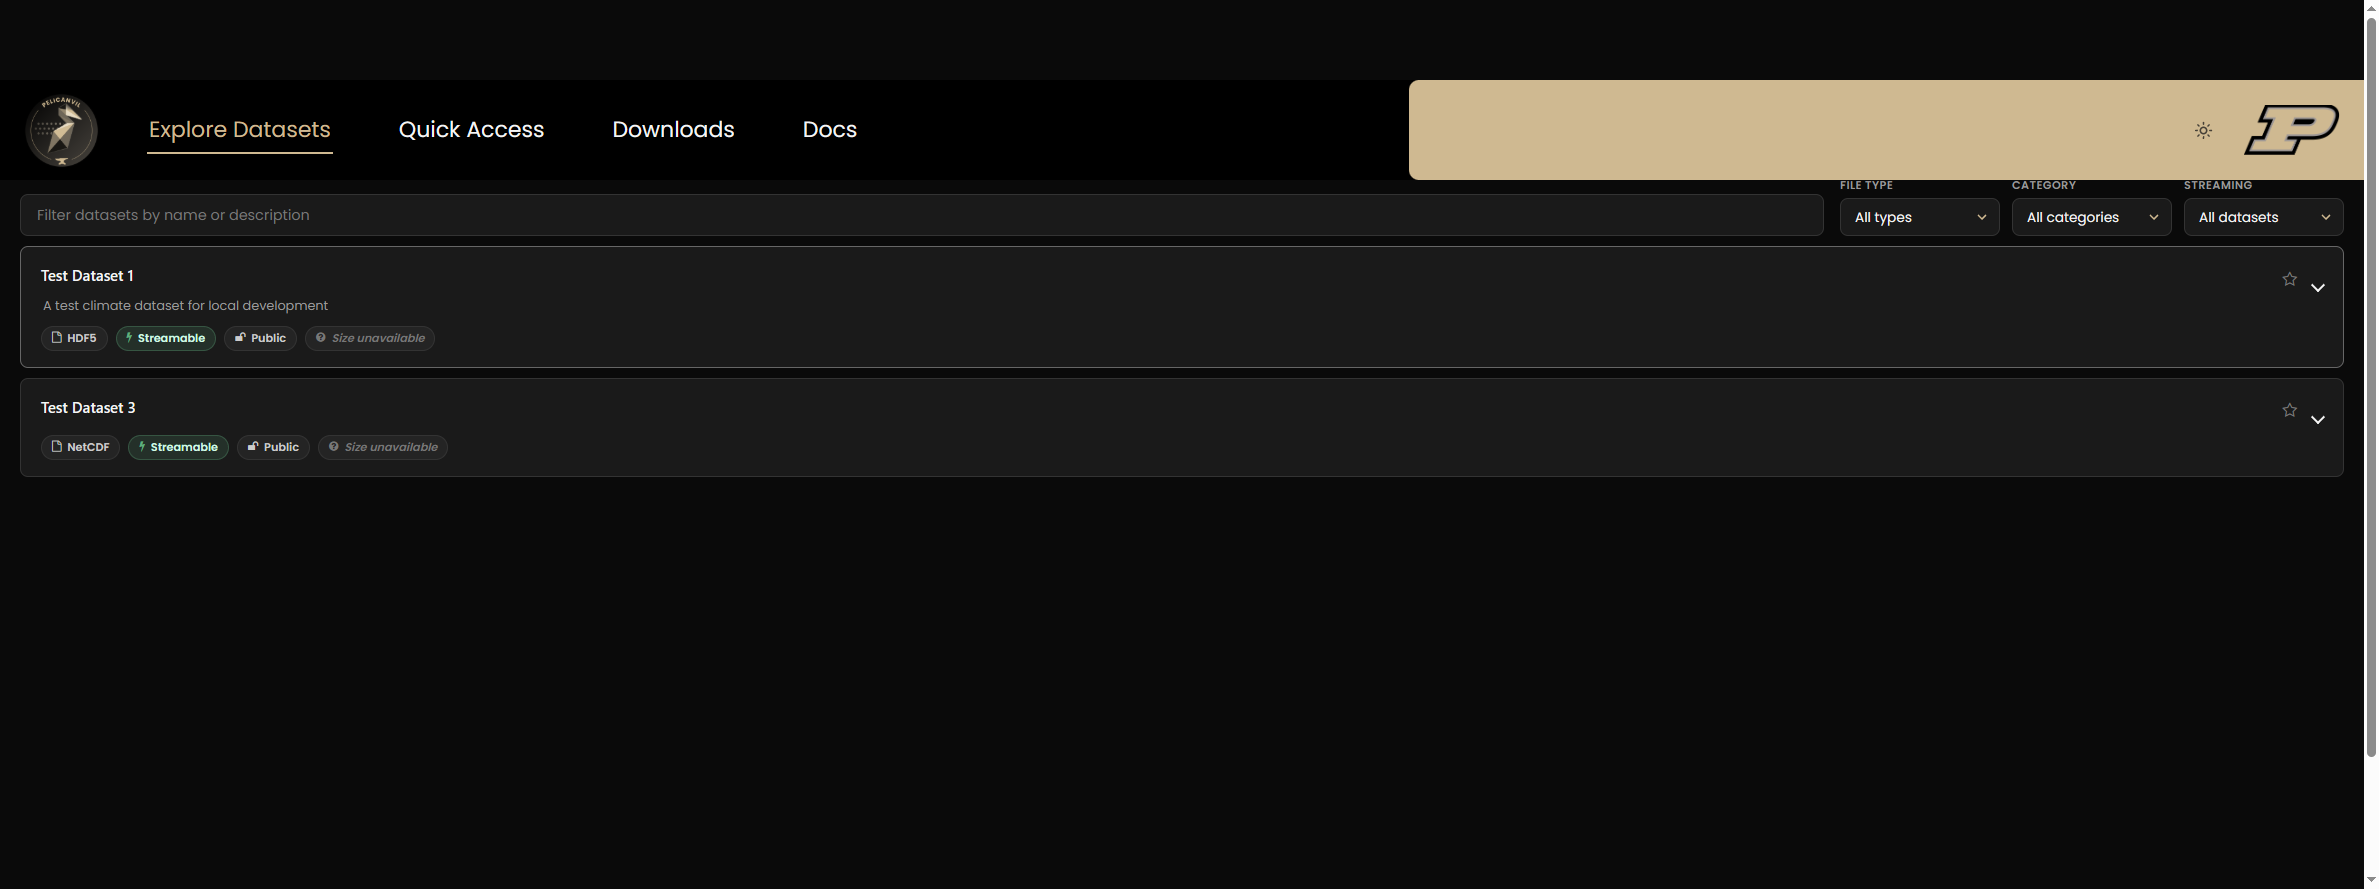 PELICANVIL
Explore Datasets
Quick Access
Downloads
Docs
P
FILE TYPE
CATEGORY
STREAMING
Filter datasets by name or description
All types
All categories
All datasets
Test Dataset 1
A test climate dataset for local development
HDF5
Streamable
Public
Size unavailable
Test Dataset 3
NetCDF
Streamable
Public
Size unavailable